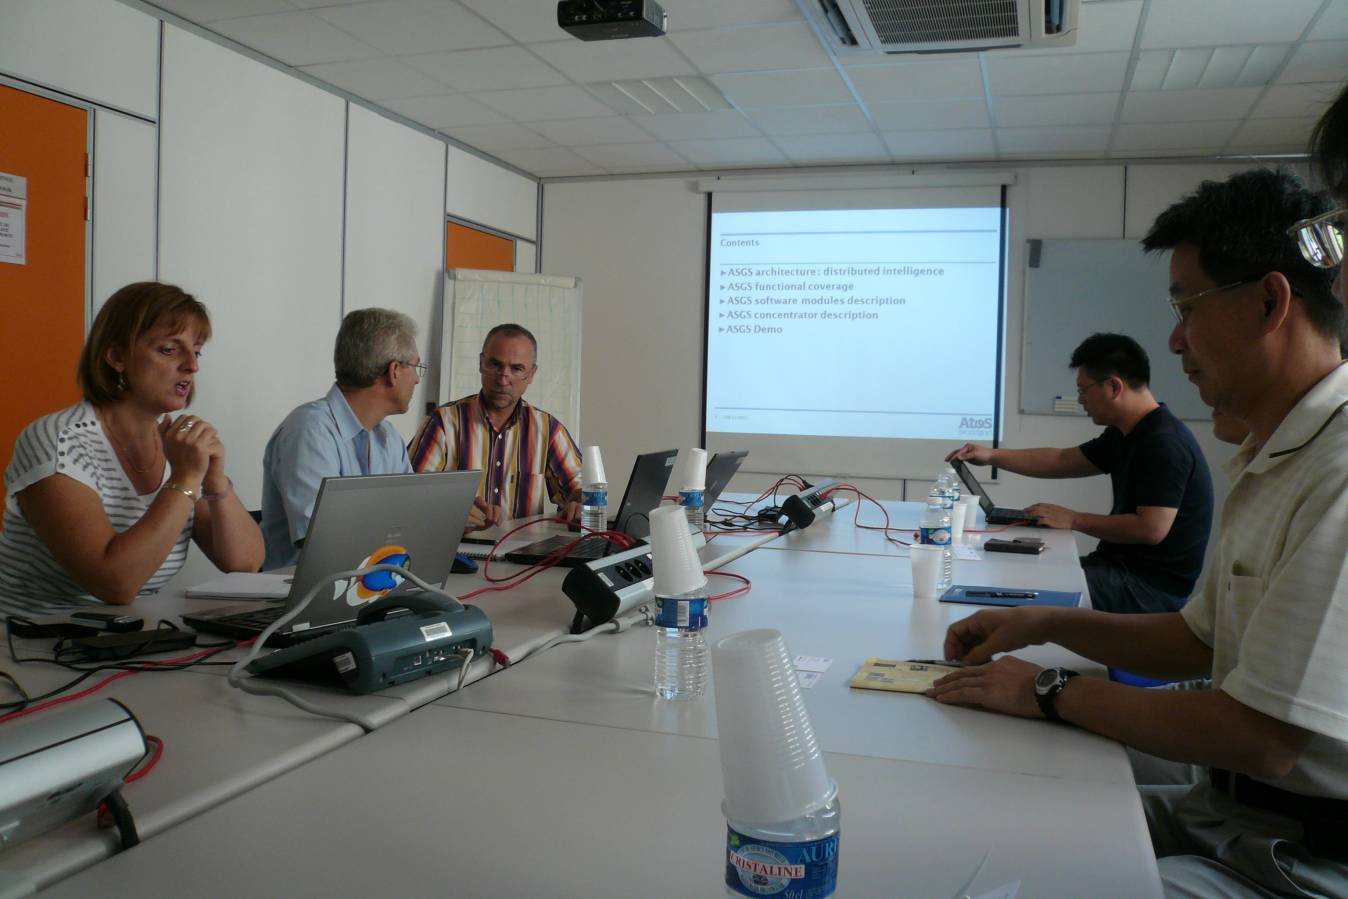 Contents
▸ ASGS architecture : distributed intelligence
▸ ASGS functional coverage
▸ ASGS software modules description
▸ ASGS concentrator description
▸ ASGS Demo
AtoS
CRISTALINE